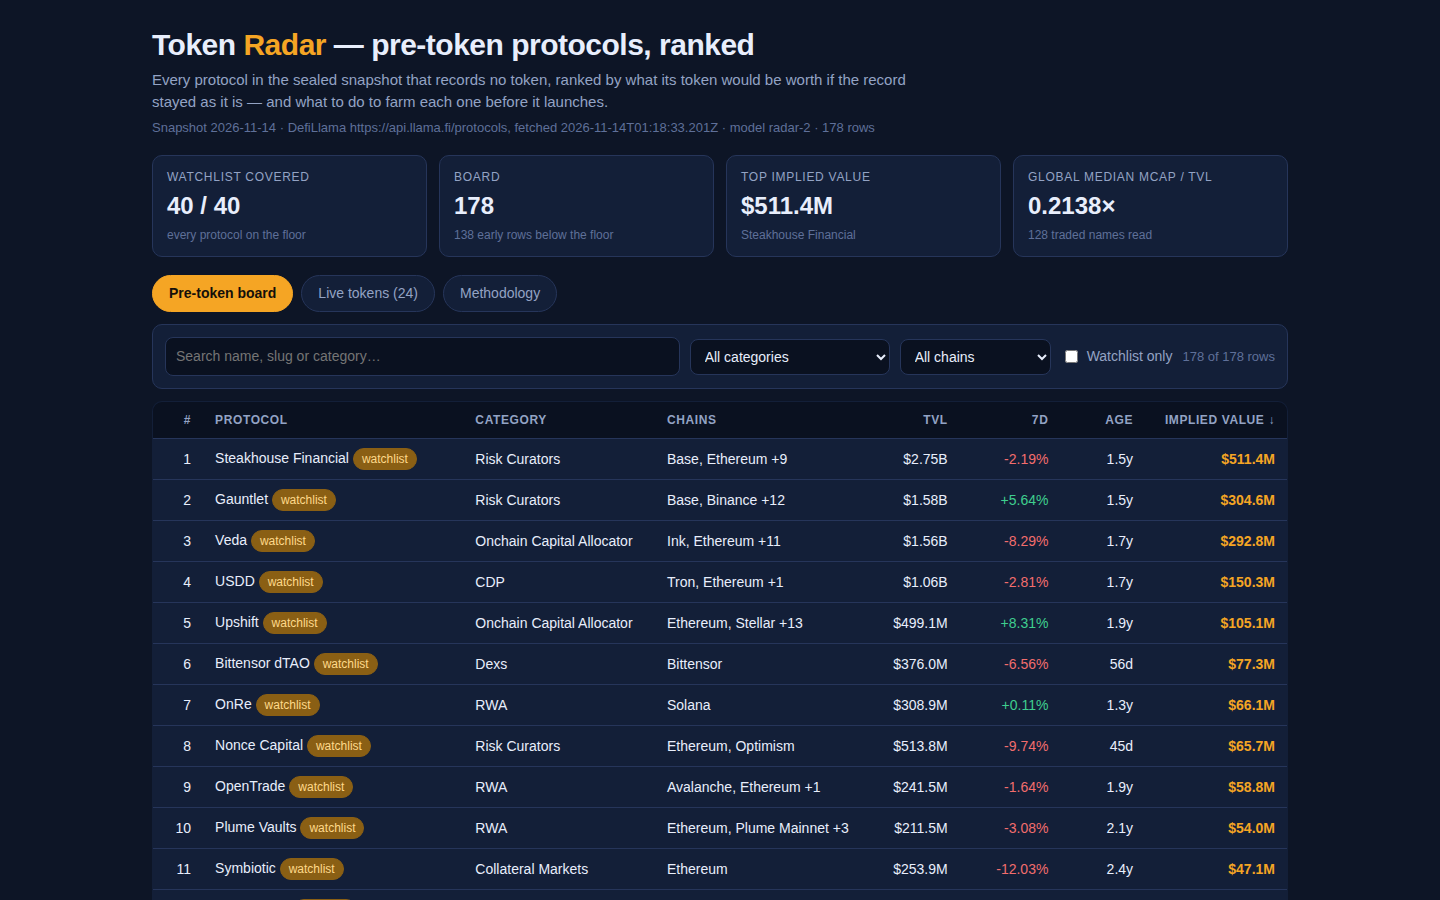 Token Radar — pre-token protocols, ranked
Every protocol in the sealed snapshot that records no token, ranked by what its token would be worth if the record
stayed as it is — and what to do to farm each one before it launches.
Snapshot 2026-11-14 · DefiLlama https://api.llama.fi/protocols, fetched 2026-11-14T01:18:33.201Z · model radar-2 · 178 rows
WATCHLIST COVERED
40 / 40
every protocol on the floor
BOARD
178
138 early rows below the floor
TOP IMPLIED VALUE
$511.4M
Steakhouse Financial
GLOBAL MEDIAN MCAP / TVL
0.2138×
128 traded names read
Pre-token board Live tokens (24) Methodology
Search name, slug or category… All categories All chains Watchlist only 178 of 178 rows
# PROTOCOL CATEGORY CHAINS TVL 7D AGE IMPLIED VALUE ↓
1 Steakhouse Financial watchlist Risk Curators Base, Ethereum +9 $2.75B -2.19% 1.5y $511.4M
2 Gauntlet watchlist Risk Curators Base, Binance +12 $1.58B +5.64% 1.5y $304.6M
3 Veda watchlist Onchain Capital Allocator Ink, Ethereum +11 $1.56B -8.29% 1.7y $292.8M
4 USDD watchlist CDP Tron, Ethereum +1 $1.06B -2.81% 1.7y $150.3M
5 Upshift watchlist Onchain Capital Allocator Ethereum, Stellar +13 $499.1M +8.31% 1.9y $105.1M
6 Bittensor dTAO watchlist Dexs Bittensor $376.0M -6.56% 56d $77.3M
7 OnRe watchlist RWA Solana $308.9M +0.11% 1.3y $66.1M
8 Nonce Capital watchlist Risk Curators Ethereum, Optimism $513.8M -9.74% 45d $65.7M
9 OpenTrade watchlist RWA Avalanche, Ethereum +1 $241.5M -1.64% 1.9y $58.8M
10 Plume Vaults watchlist RWA Ethereum, Plume Mainnet +3 $211.5M -3.08% 2.1y $54.0M
11 Symbiotic watchlist Collateral Markets Ethereum $253.9M -12.03% 2.4y $47.1M